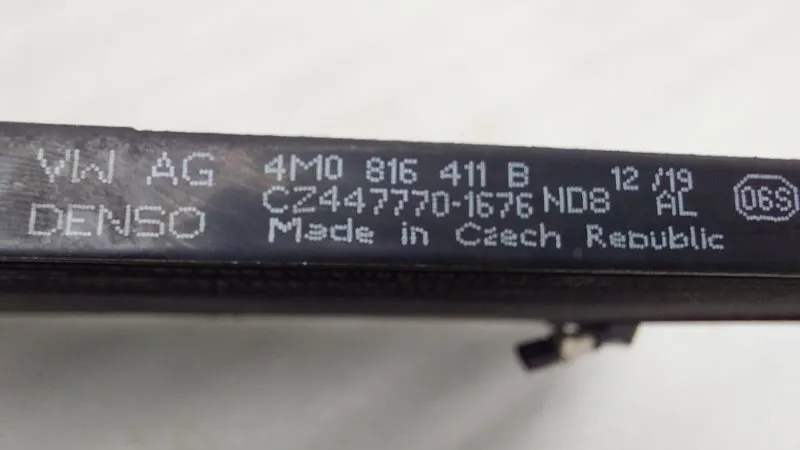 VW AG 4M0 816 411 B 12/19
DENSO CZ447770-1676 ND8 AL 06S
Made in Czech Republic